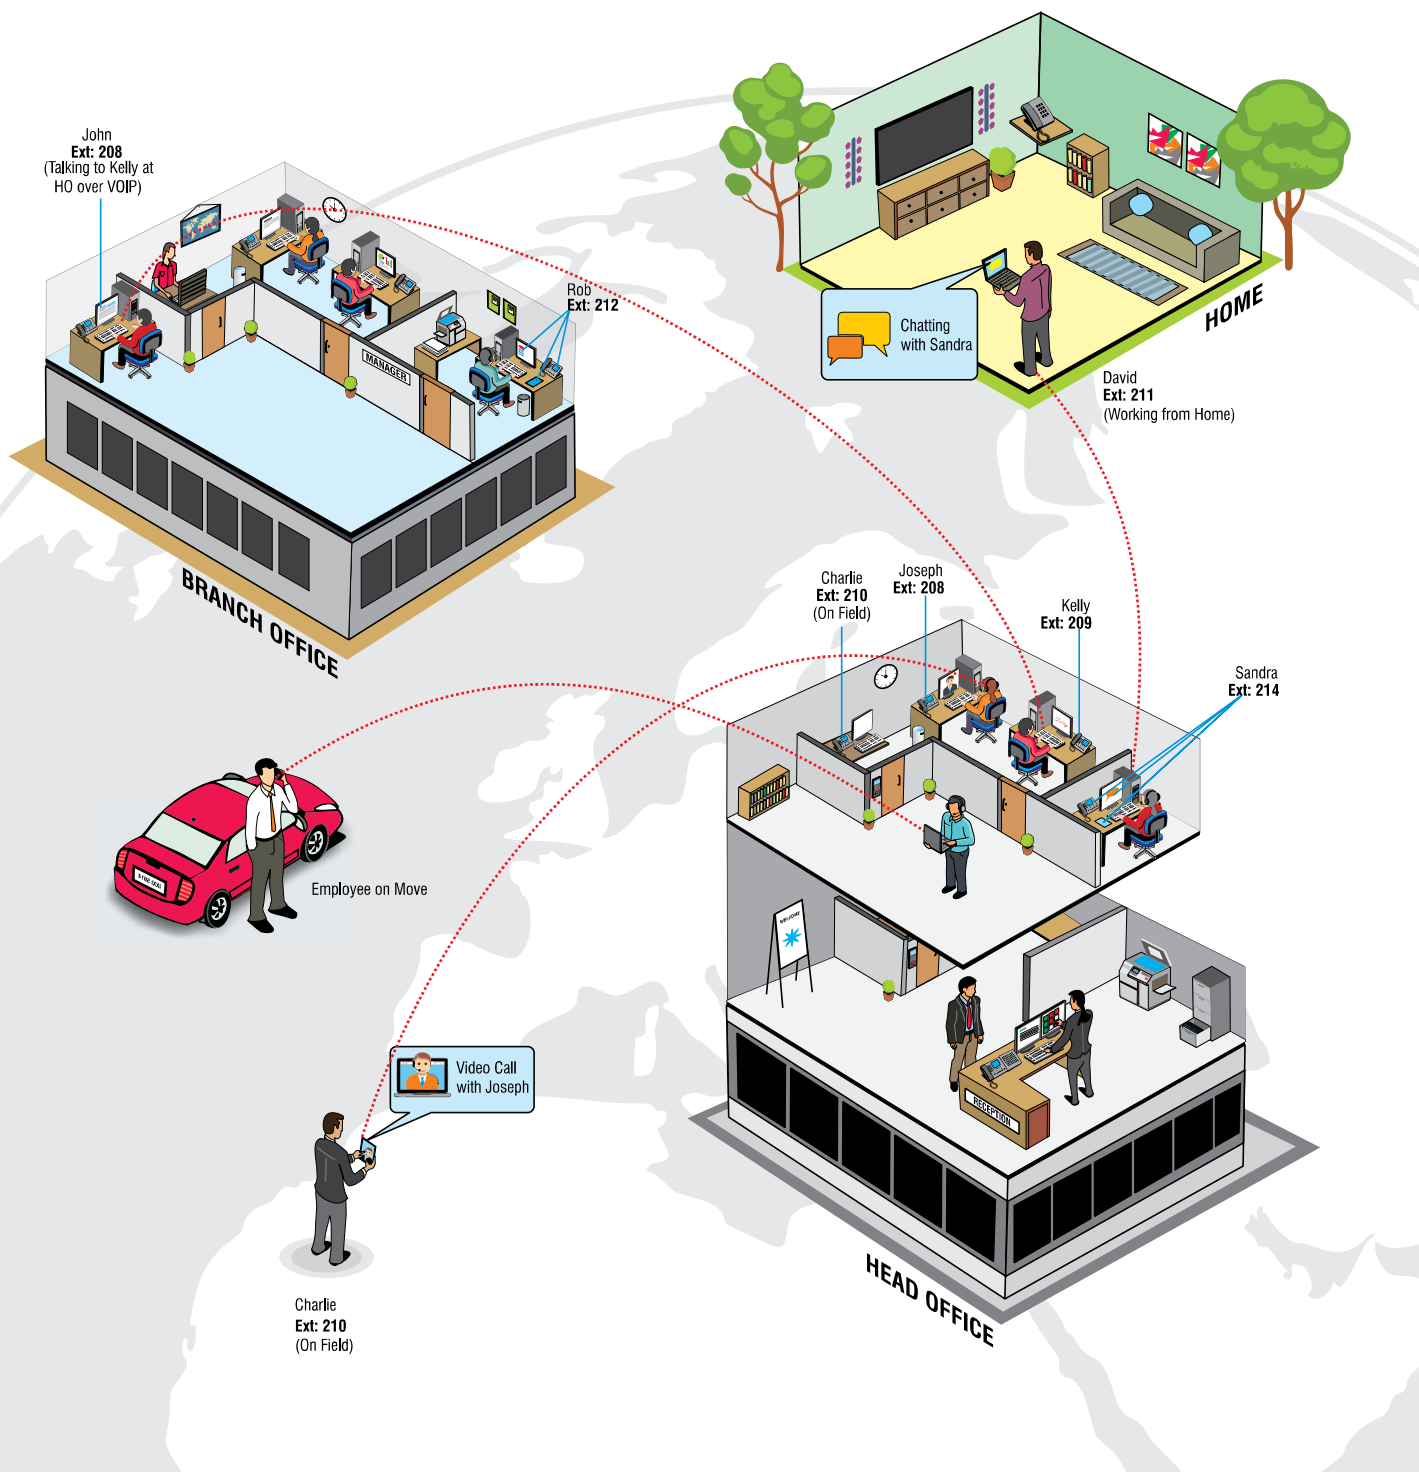 John
Ext: 208
(Talking to Kelly at
HO over VOIP)
Rob
Ext: 212
MANAGER
BRANCH OFFICE
Chatting
with Sandra
HOME
David
Ext: 211
(Working from Home)
Charlie
Ext: 210
(On Field)
Joseph
Ext: 208
Kelly
Ext: 209
Sandra
Ext: 214
Employee on Move
WELCOME
RECEPTION
Video Call
with Joseph
HEAD OFFICE
Charlie
Ext: 210
(On Field)